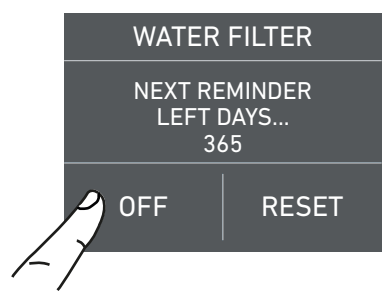 WATER FILTER
NEXT REMINDER
LEFT DAYS...
365
OFF
RESET